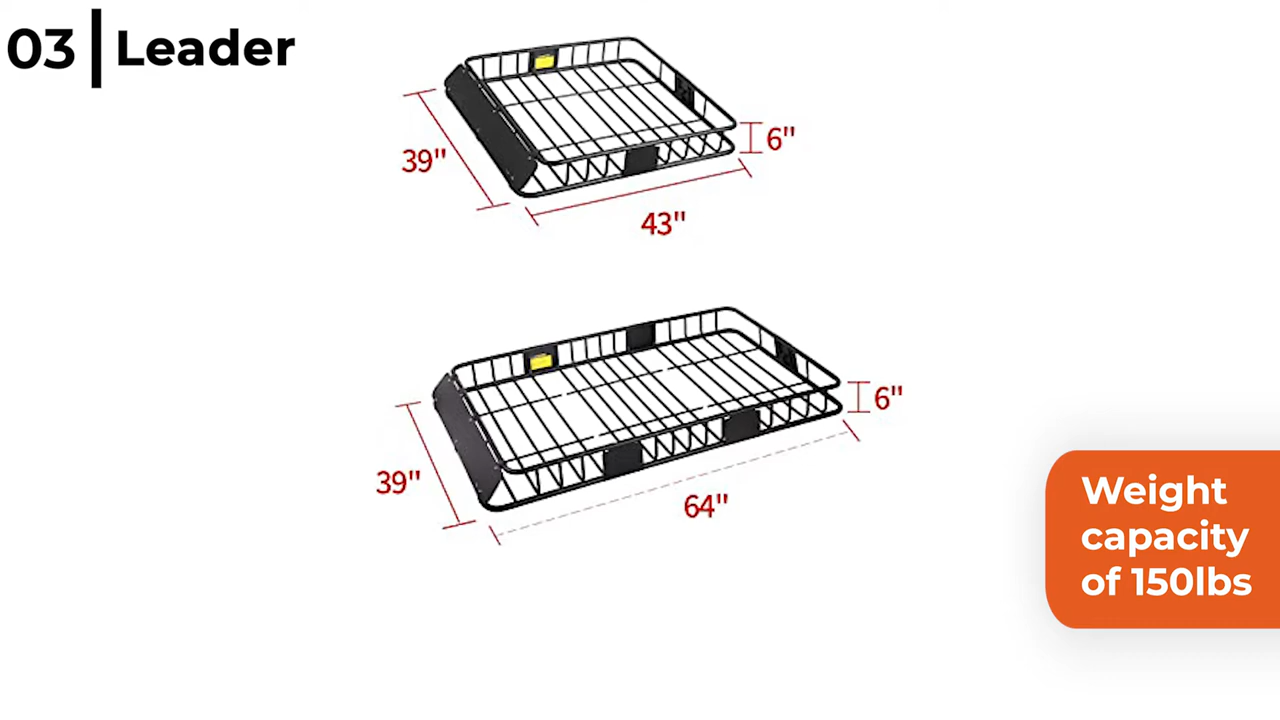 03 | Leader
39"
6"
43"
39"
6"
64"
Weight
capacity
of 150lbs